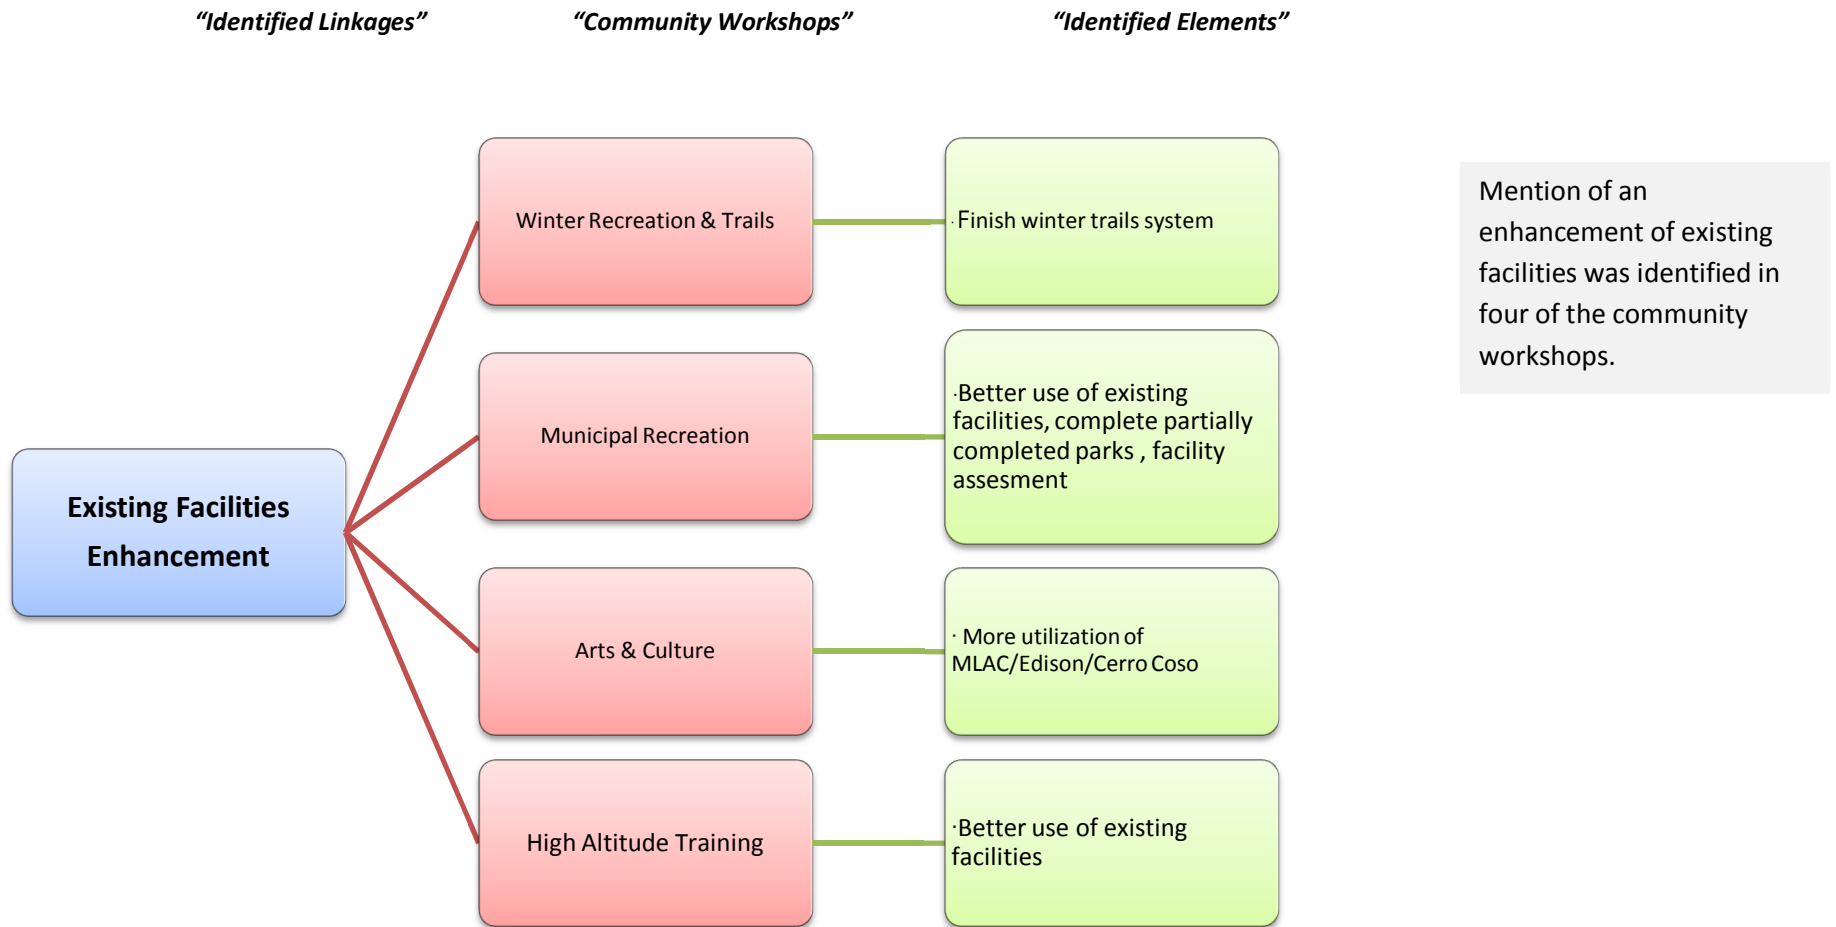 “Identified Linkages” “Community Workshops” “Identified Elements”
Existing Facilities
Enhancement
Winter Recreation & Trails
· Finish winter trails system
Municipal Recreation
·Better use of existing
facilities, complete partially
completed parks , facility
assesment
Arts & Culture
· More utilization of
MLAC/Edison/Cerro Coso
High Altitude Training
·Better use of existing
facilities
Mention of an
enhancement of existing
facilities was identified in
four of the community
workshops.